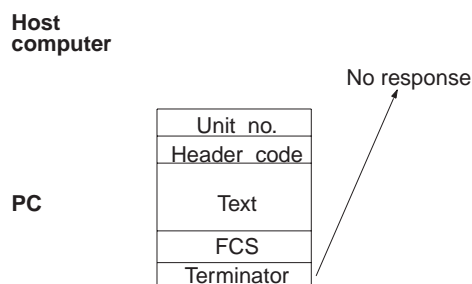 Host
computer
No response
Unit no.
Header code
PC
Text
FCS
Terminator